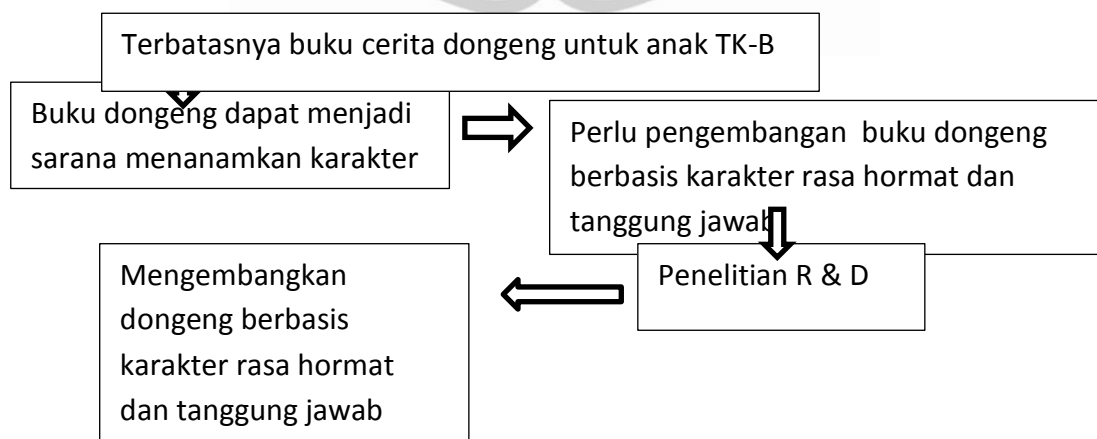 Terbatasnya buku cerita dongeng untuk anak TK-B
Buku dongeng dapat menjadi
sarana menanamkan karakter
Perlu pengembangan buku dongeng
berbasis karakter rasa hormat dan
tanggung jawab
Penelitian R & D
Mengembangkan
dongeng berbasis
karakter rasa hormat
dan tanggung jawab